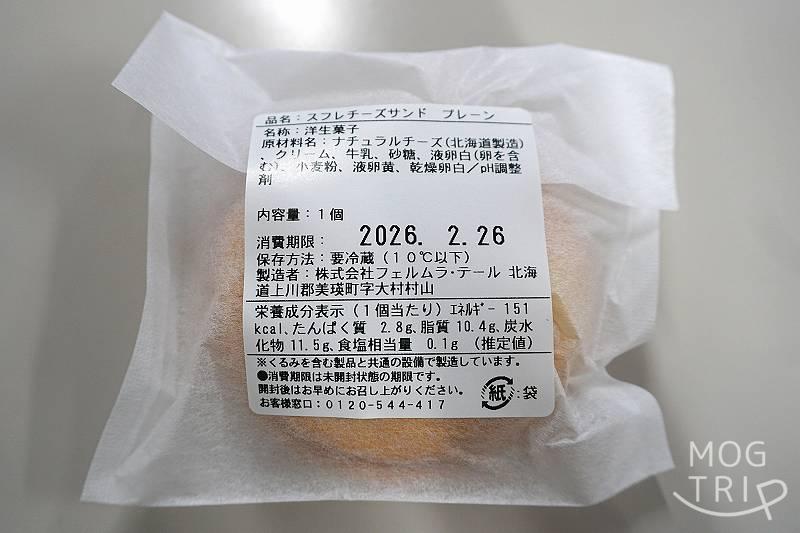 品名：スフレチーズサンド　プレーン
名称：洋生菓子
原材料名：ナチュラルチーズ(北海道製造)
、クリーム、牛乳、砂糖、液卵白(卵を含
む)、小麦粉、液卵黄、乾燥卵白／pH調整
剤
内容量：1個
消費期限： 2026. 2.26
保存方法：要冷蔵（10℃以下）
製造者：株式会社フェルムラ・テール 北海
道上川郡美瑛町字大村村山
栄養成分表示（1個当たり）ｴﾈﾙｷﾞｰ 151
kcal、たんぱく質 2.8g、脂質 10.4g、炭水
化物 11.5g、食塩相当量 0.1g （推定値）
※くるみを含む製品と共通の設備で製造しています。
●消費期限は未開封状態の期限です。
開封後はお早めにお召し上がりください。
お客様窓口：0120-544-417
紙：袋
MOG
TRIP